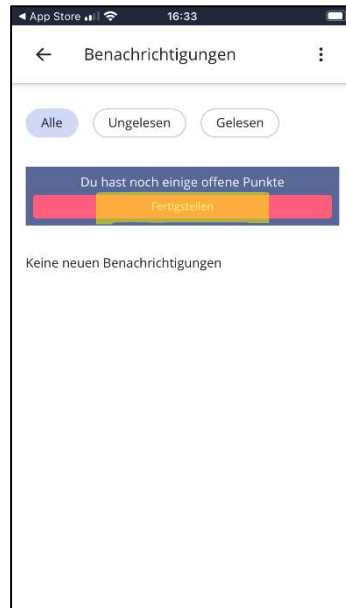 App Store
16:33
Benachrichtigungen
Alle Ungelesen Gelesen
Du hast noch einige offene Punkte
Fertigstellen
Keine neuen Benachrichtigungen